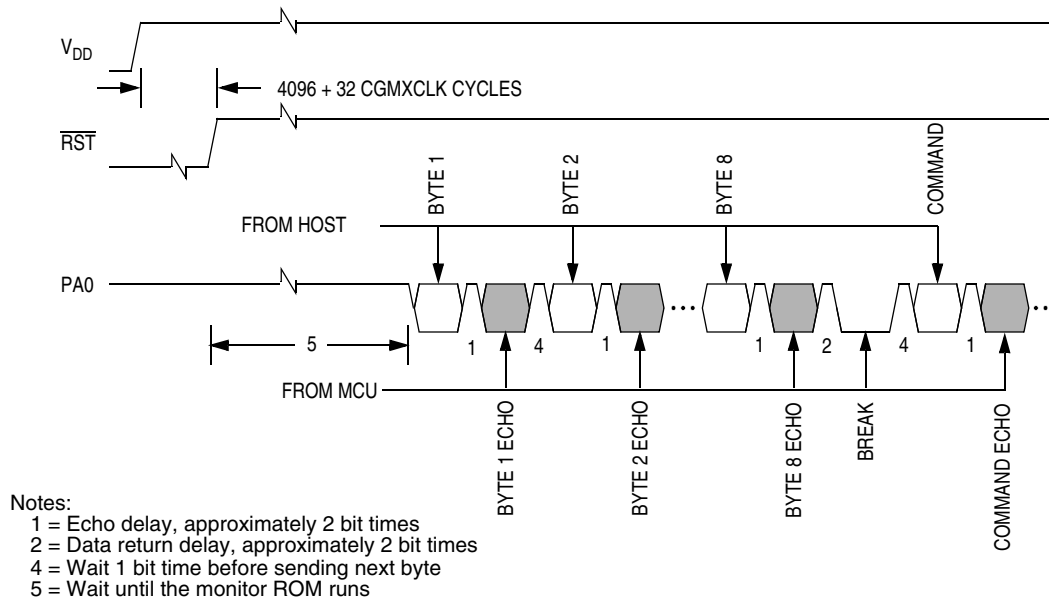 VDD
4096 + 32 CGMXCLK CYCLES
RST
BYTE 1
BYTE 2
BYTE 8
COMMAND
FROM HOST
PA0
1
4
1
1
2
4
1
5
FROM MCU
BYTE 1 ECHO
BYTE 2 ECHO
BYTE 8 ECHO
BREAK
COMMAND ECHO
Notes:
1 = Echo delay, approximately 2 bit times
2 = Data return delay, approximately 2 bit times
4 = Wait 1 bit time before sending next byte
5 = Wait until the monitor ROM runs